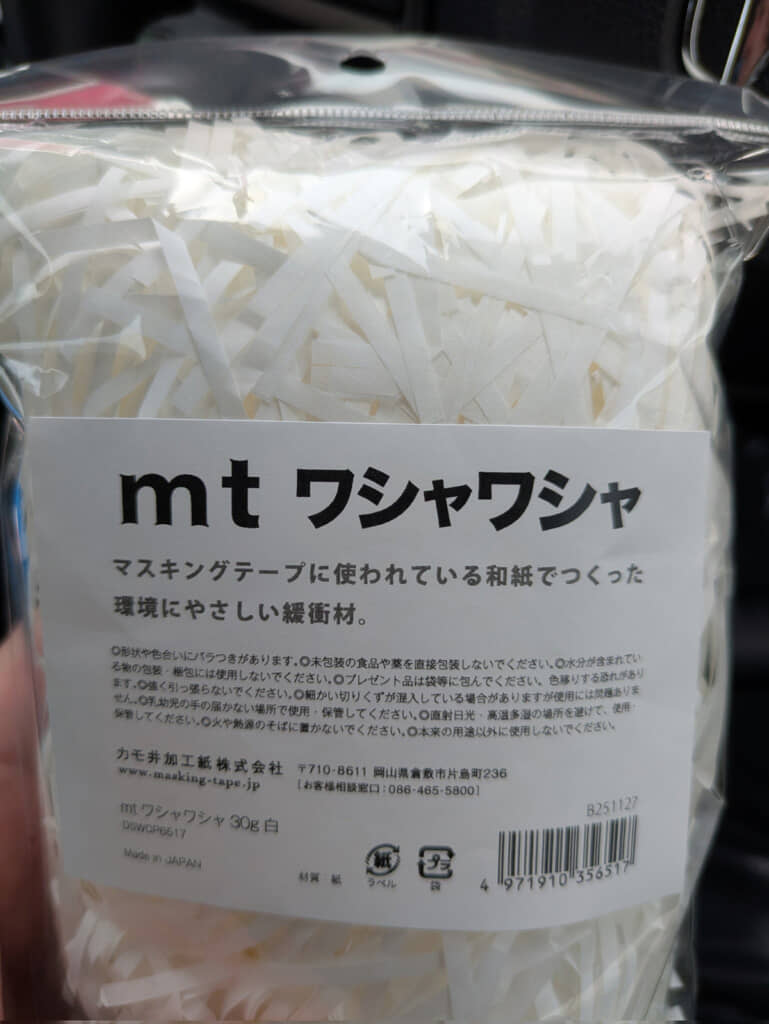 mt ワシャワシャ
マスキングテープに使われている和紙でつくった
環境にやさしい緩衝材。
◎形状や色合いにバラつきがあります。◎未包装の食品や薬を直接包装しないでください。◎水分が含まれてい
る物の包装・梱包には使用しないでください。◎プレゼント品は袋等に包んでください。色移りする恐れがあり
ます。◎強く引っ張らないでください。◎細かい切りくずが混入している場合がありますが使用には問題ありま
せん。◎乳幼児の手の届かない場所で使用・保管してください。◎直射日光・高温多湿の場所を避けて、使用・
保管してください。◎火や熱源のそばに置かないでください。◎本来の用途以外に使用しないでください。
カモ井加工紙株式会社 〒710-8611 岡山県倉敷市片島町236
www.masking-tape.jp [お客様相談窓口:086-465-5800]
mt ワシャワシャ 30g 白
B251127
DSWCP6517
Made in JAPAN
材質 紙
紙
ラベル
プラ
袋
4 971910 356517